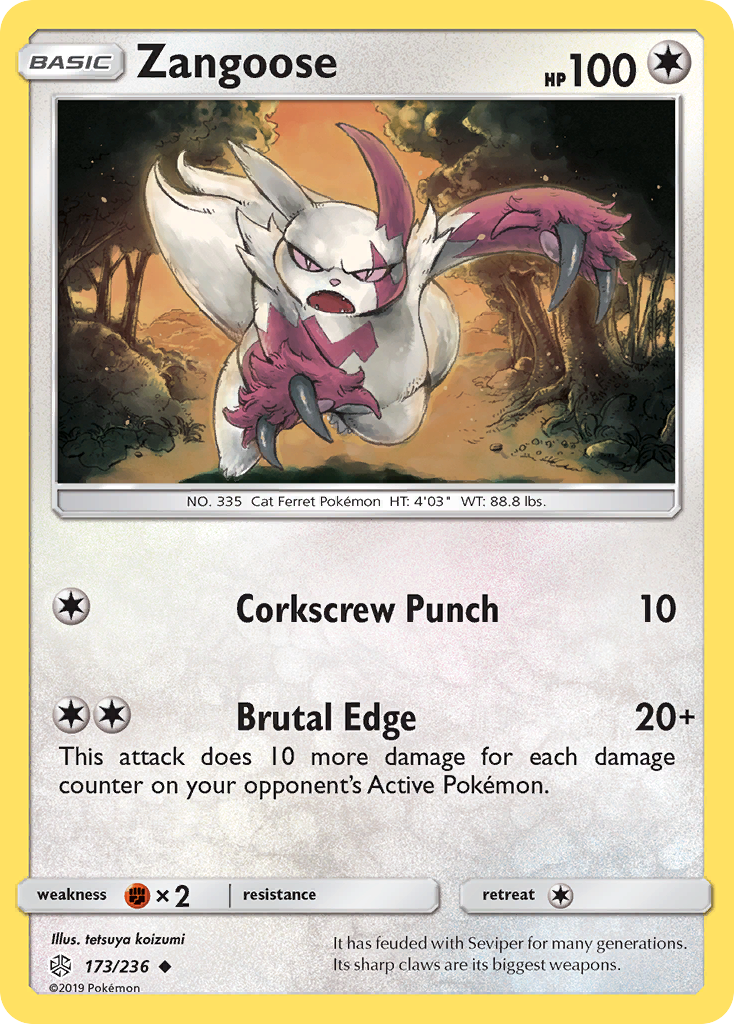 BASIC Zangoose HP 100
NO. 335 Cat Ferret Pokémon HT: 4'03" WT: 88.8 lbs.
Corkscrew Punch 10
Brutal Edge 20+
This attack does 10 more damage for each damage
counter on your opponent's Active Pokémon.
weakness × 2 resistance retreat
Illus. tetsuya koizumi
173/236
©2019 Pokémon
It has feuded with Seviper for many generations.
Its sharp claws are its biggest weapons.